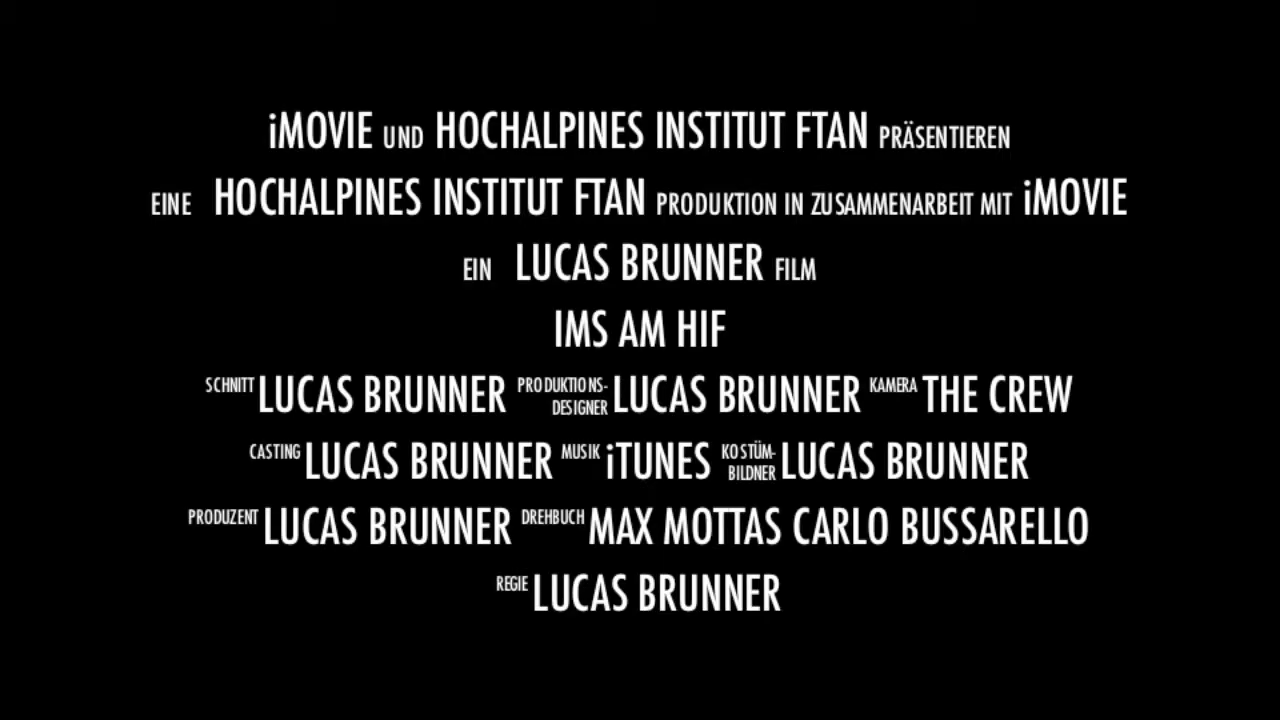 iMOVIE UND HOCHALPINES INSTITUT FTAN PRÄSENTIEREN
EINE HOCHALPINES INSTITUT FTAN PRODUKTION IN ZUSAMMENARBEIT MIT iMOVIE
EIN LUCAS BRUNNER FILM
IMS AM HIF
SCHNITT LUCAS BRUNNER PRODUKTIONS-DESIGNER LUCAS BRUNNER KAMERA THE CREW
CASTING LUCAS BRUNNER MUSIK iTUNES KOSTÜM-BILDNER LUCAS BRUNNER
PRODUZENT LUCAS BRUNNER DREHBUCH MAX MOTTAS CARLO BUSSARELLO
REGIE LUCAS BRUNNER